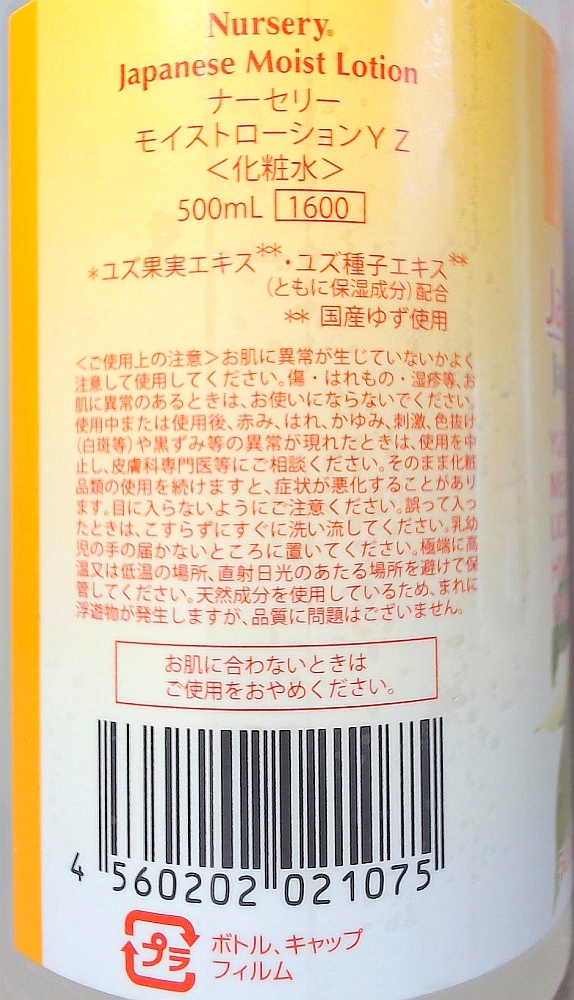 Nursery®
Japanese Moist Lotion
ナーセリー
モイストローションＹＺ
＜化粧水＞
500mL 1600
*ユズ果実エキス**・ユズ種子エキス**
（ともに保湿成分）配合
** 国産ゆず使用
＜ご使用上の注意＞お肌に異常が生じていないかよく
注意して使用してください。傷・はれもの・湿疹等、お
肌に異常のあるときは、お使いにならないでください。
使用中または使用後、赤み、はれ、かゆみ、刺激、色抜け
（白斑等）や黒ずみ等の異常が現れたときは、使用を中
止し、皮膚科専門医等にご相談ください。そのまま化粧
品類の使用を続けますと、症状が悪化することがあり
ます。目に入らないようにご注意ください。誤って入っ
たときは、こすらずにすぐに洗い流してください。乳幼
児の手の届かないところに置いてください。極端に高
温又は低温の場所、直射日光のあたる場所を避けて保
管してください。天然成分を使用しているため、まれに
浮遊物が発生しますが、品質に問題はございません。
お肌に合わないときは
ご使用をおやめください。
4 560202 021075
プラ ボトル、キャップ
フィルム